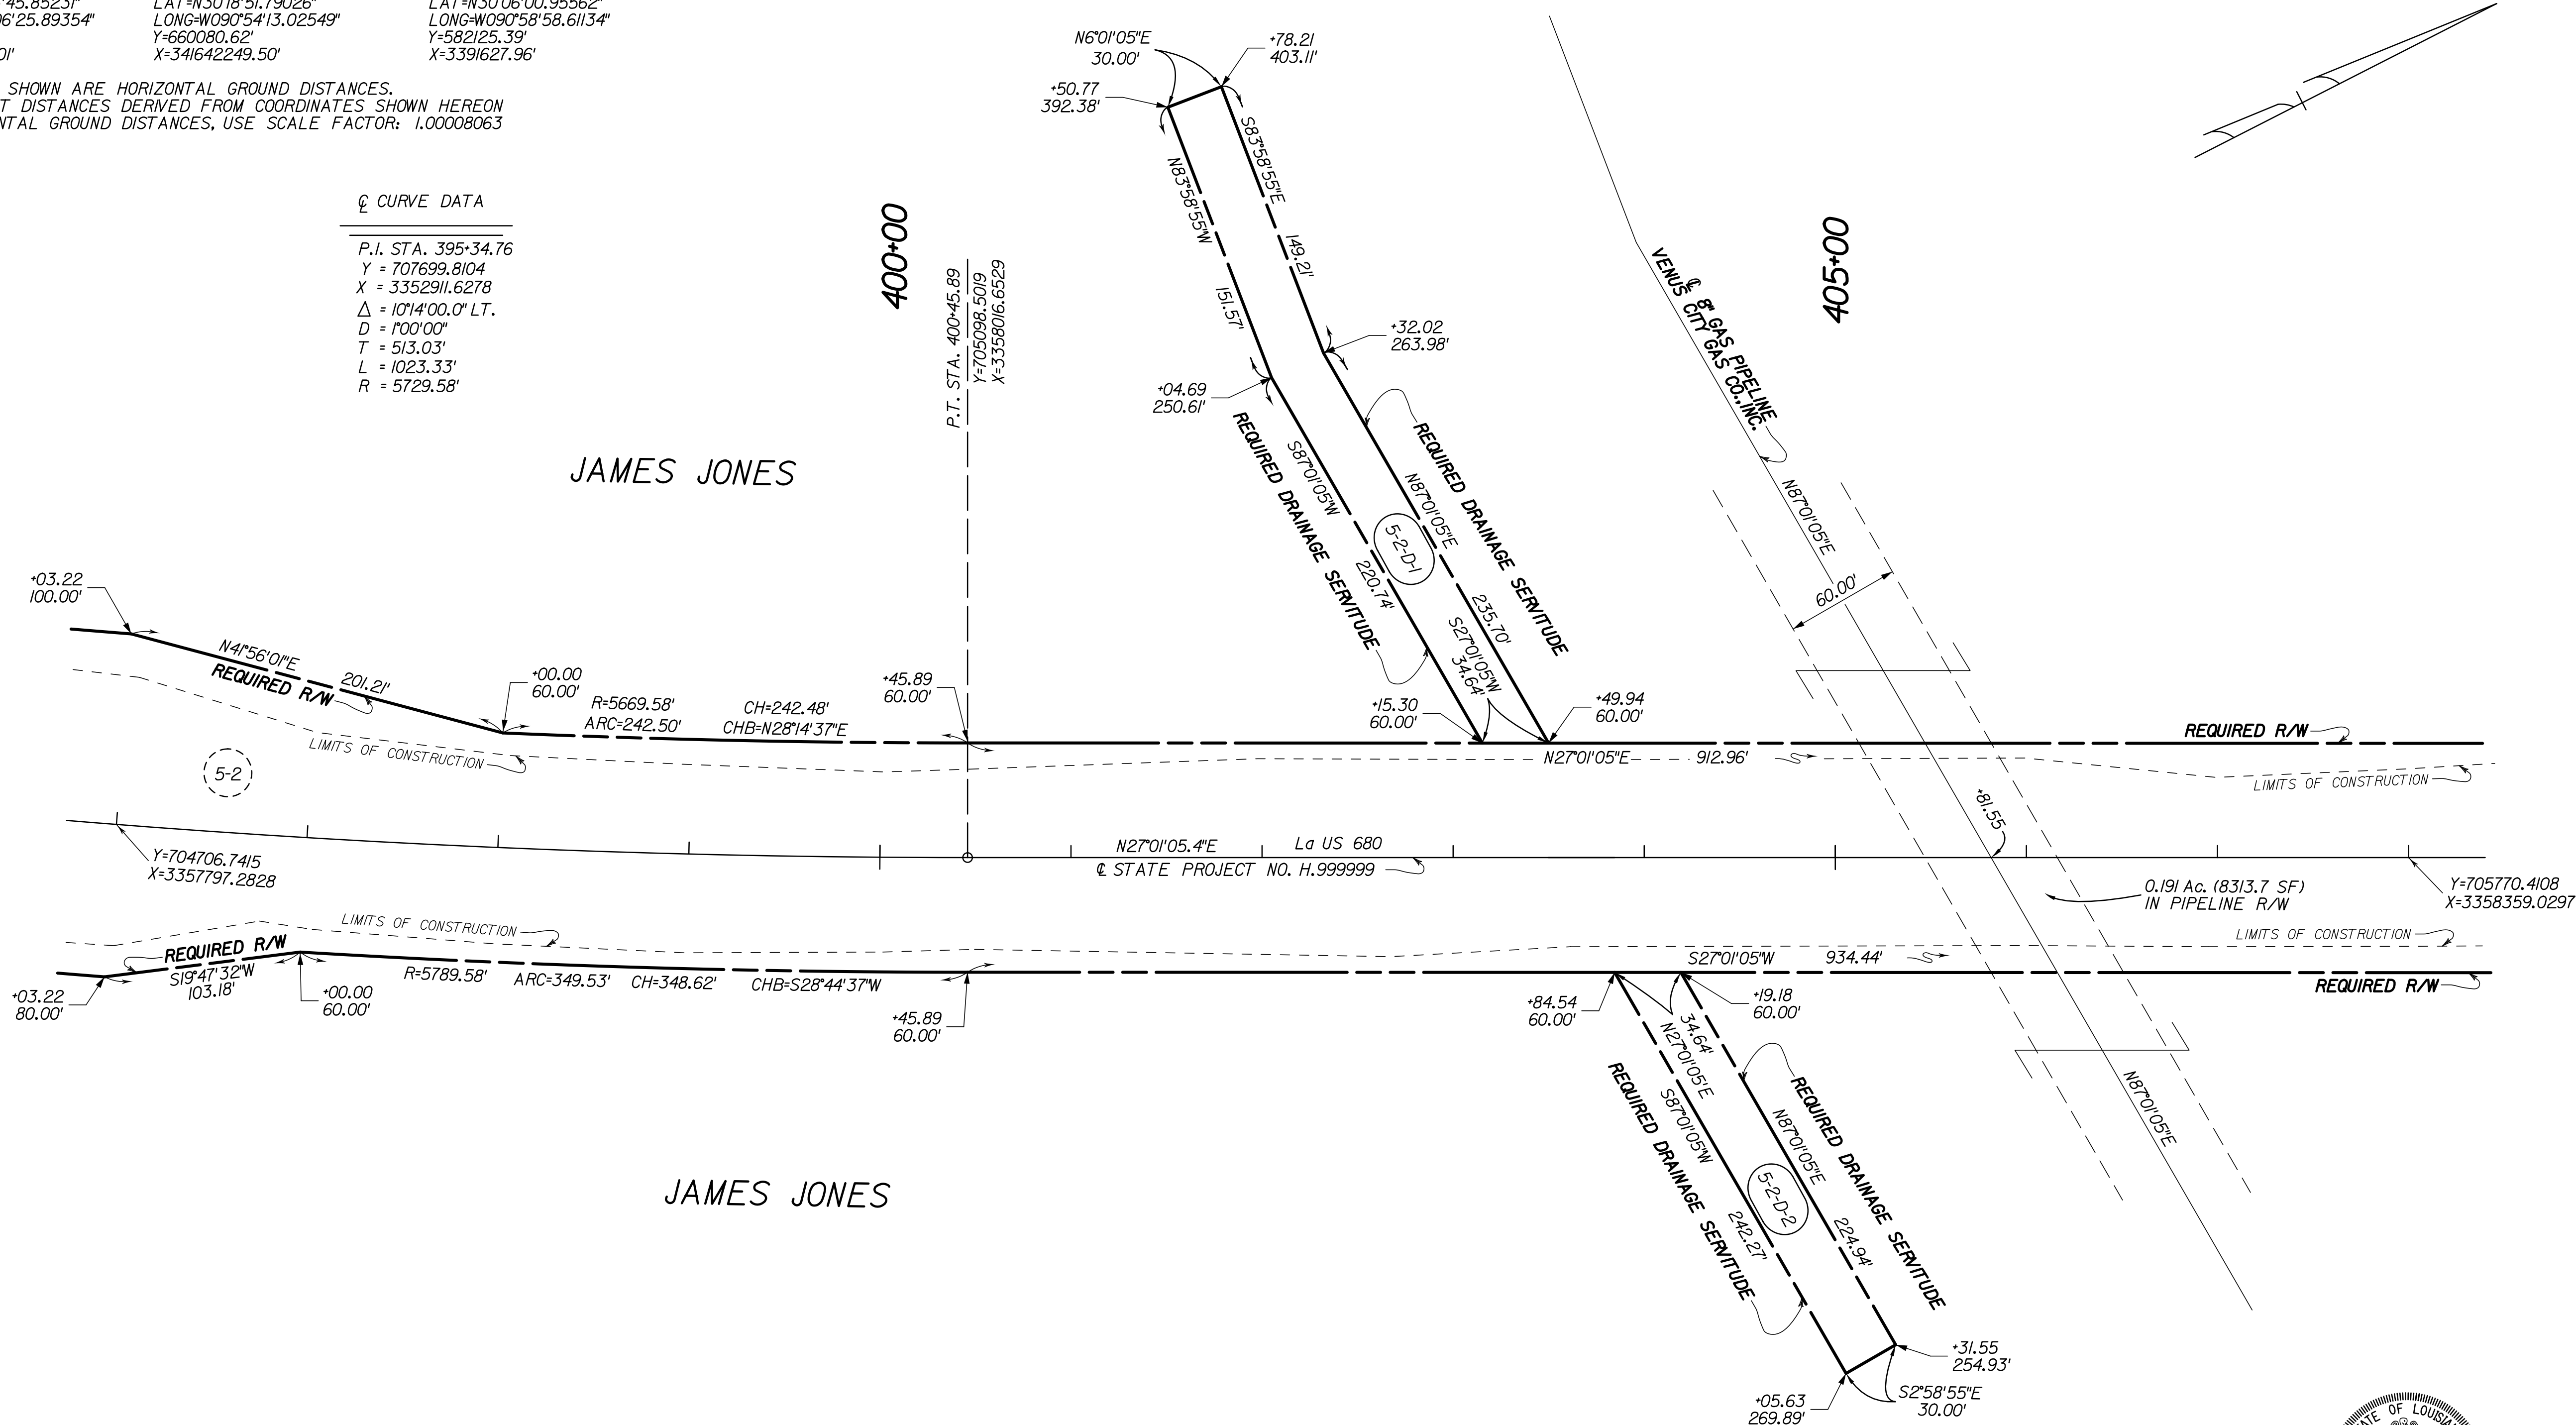 °45.85231"
96°25.89354"
01'
LAT=N30°18'51.79026"
LONG=W090°54'13.02549"
Y=660080.62'
X=341642249.50'
LAT=N30°06'00.95562"
LONG=W090°58'58.61134"
Y=582125.39'
X=3391627.96'
SHOWN ARE HORIZONTAL GROUND DISTANCES.
T DISTANCES DERIVED FROM COORDINATES SHOWN HEREON
NTAL GROUND DISTANCES, USE SCALE FACTOR: 1.00008063
℄ CURVE DATA
P.I. STA. 395+34.76
Y = 707699.8104
X = 3352911.6278
Δ = 10°14'00.0" LT.
D = 1°00'00"
T = 513.03'
L = 1023.33'
R = 5729.58'
400+00
P.T. STA. 400+45.89
Y=705098.5019
X=3358016.6529
N6°01'05"E
30.00'
+78.21
403.11'
+50.77
392.38'
S83°58'55"E
149.21'
N83°58'55"W
151.57'
+32.02
263.98'
+04.69
250.61'
REQUIRED DRAINAGE SERVITUDE
S87°01'05"W
220.74'
5-2-D-1
N87°01'05"E
235.70'
REQUIRED DRAINAGE SERVITUDE
S27°01'05"W
34.64'
+15.30
60.00'
+49.94
60.00'
405+00
℄ 8" GAS PIPELINE
VENUS CITY GAS CO., INC.
N87°01'05"E
60.00'
JAMES JONES
+03.22
100.00'
N41°56'01"E
201.21'
REQUIRED R/W
+00.00
60.00'
R=5669.58'
ARC=242.50'
CH=242.48'
CHB=N28°14'37"E
+45.89
60.00'
LIMITS OF CONSTRUCTION
5-2
N27°01'05"E
912.96'
REQUIRED R/W
LIMITS OF CONSTRUCTION
+81.55
Y=704706.7415
X=3357797.2828
N27°01'05.4"E
La US 680
℄ STATE PROJECT NO. H.999999
0.191 Ac. (8313.7 SF)
IN PIPELINE R/W
Y=705770.4108
X=3358359.0297
LIMITS OF CONSTRUCTION
REQUIRED R/W
S19°47'32"W
103.18'
+03.22
80.00'
+00.00
60.00'
R=5789.58'
ARC=349.53'
CH=348.62'
CHB=S28°44'37"W
+45.89
60.00'
S27°01'05"W
934.44'
LIMITS OF CONSTRUCTION
REQUIRED R/W
+84.54
60.00'
+19.18
60.00'
34.64'
N27°01'05'E
REQUIRED DRAINAGE SERVITUDE
S87°01'05"W
242.27'
5-2-D-2
N87°01'05"E
224.94'
REQUIRED DRAINAGE SERVITUDE
N87°01'05"E
JAMES JONES
+31.55
254.93'
S2°58'55"E
30.00'
+05.63
269.89'